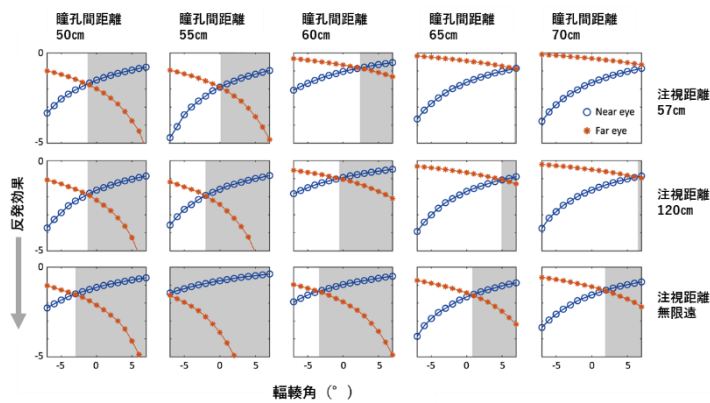 瞳孔間距離
50cm
瞳孔間距離
55cm
瞳孔間距離
60cm
瞳孔間距離
65cm
瞳孔間距離
70cm
0
-5
Near eye
Far eye
注視距離
57cm
0
-5
注視距離
120cm
反発効果
0
-5
注視距離
無限遠
-5 0 5
-5 0 5
-5 0 5
-5 0 5
-5 0 5
輻輳角（°）